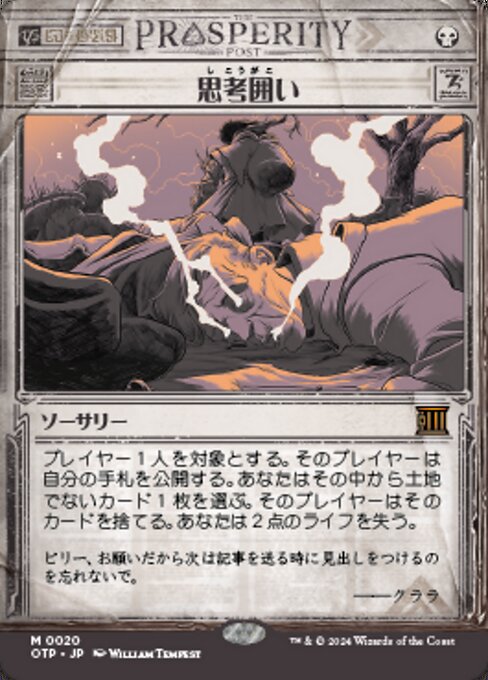 THE
PROSPERITY
POST
しこうがこ
思考囲い
ソーサリー
プレイヤー1人を対象とする。そのプレイヤーは
自分の手札を公開する。あなたはその中から土地
でないカード1枚を選ぶ。そのプレイヤーはその
カードを捨てる。あなたは2点のライフを失う。
ビリー、お願いだから次は記事を送る時に見出しをつけるの
を忘れないで。
――クララ
M 0020
OTP • JP WILLIAM TEMPEST
™ & © 2024 Wizards of the Coast